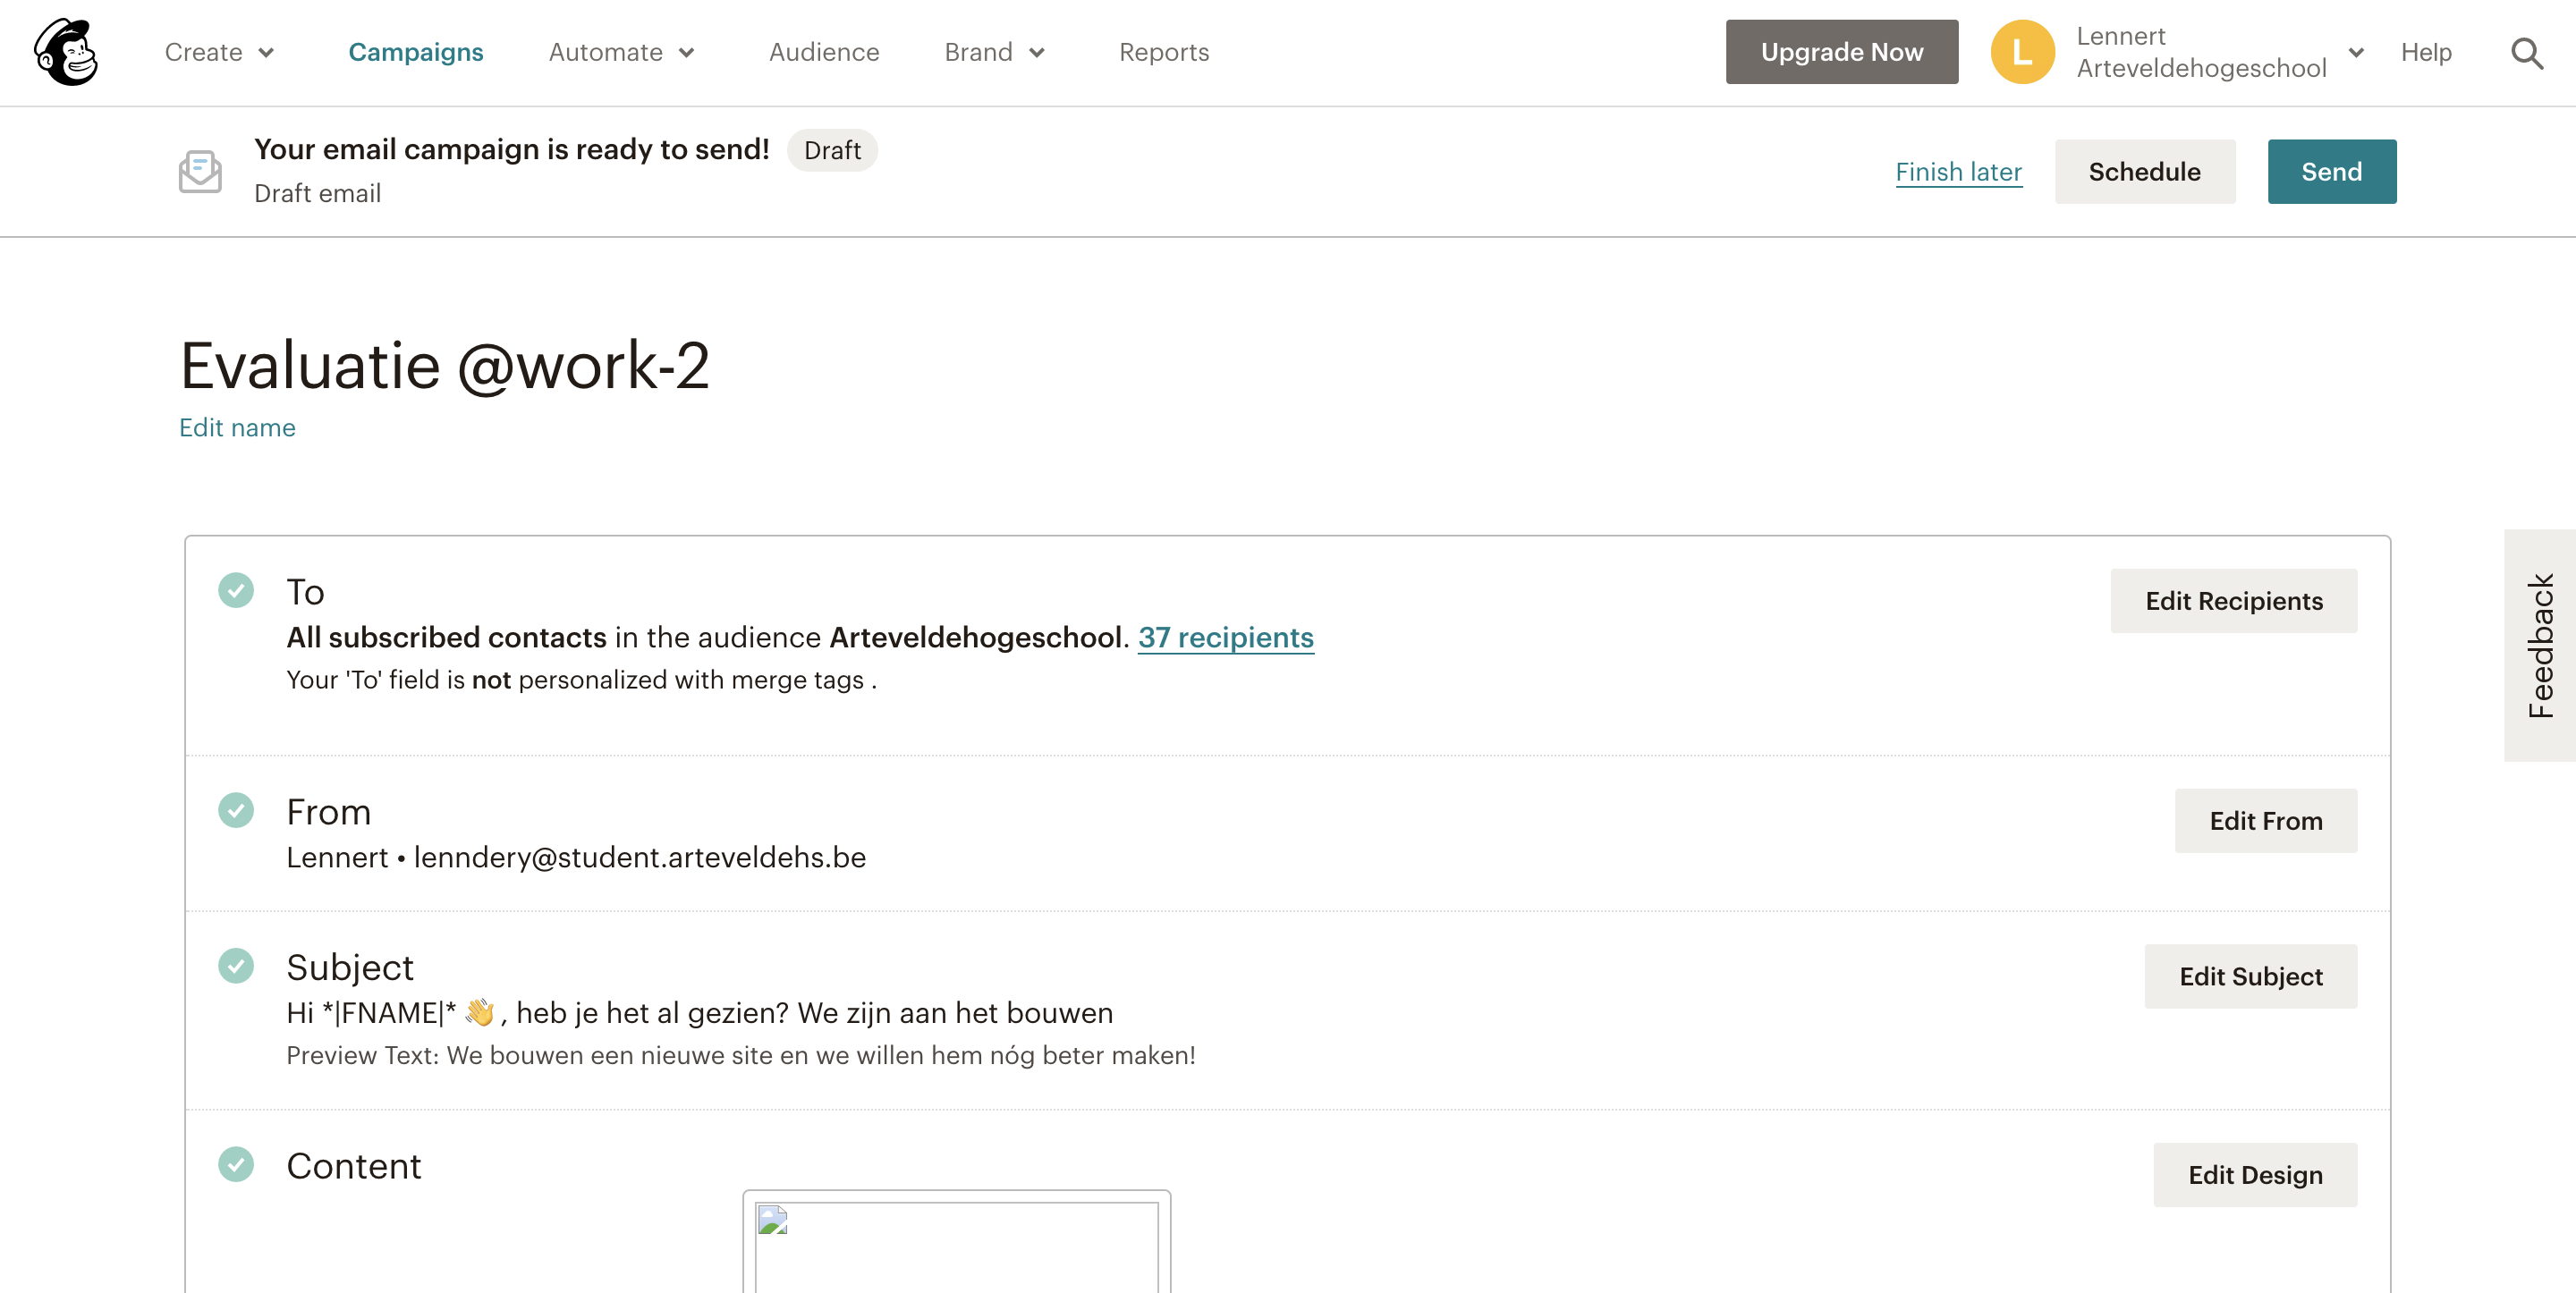 Create
Campaigns
Automate
Audience
Brand
Reports
Upgrade Now
L
Lennert
Arteveldehogeschool
Help
Your email campaign is ready to send!
Draft
Draft email
Finish later
Schedule
Send
Evaluatie @work-2
Edit name
To
All subscribed contacts in the audience Arteveldehogeschool. 37 recipients
Your 'To' field is not personalized with merge tags .
Edit Recipients
Feedback
From
Lennert • lenndery@student.arteveldehs.be
Edit From
Subject
Hi *|FNAME|* 👋 , heb je het al gezien? We zijn aan het bouwen
Preview Text: We bouwen een nieuwe site en we willen hem nóg beter maken!
Edit Subject
Content
Edit Design